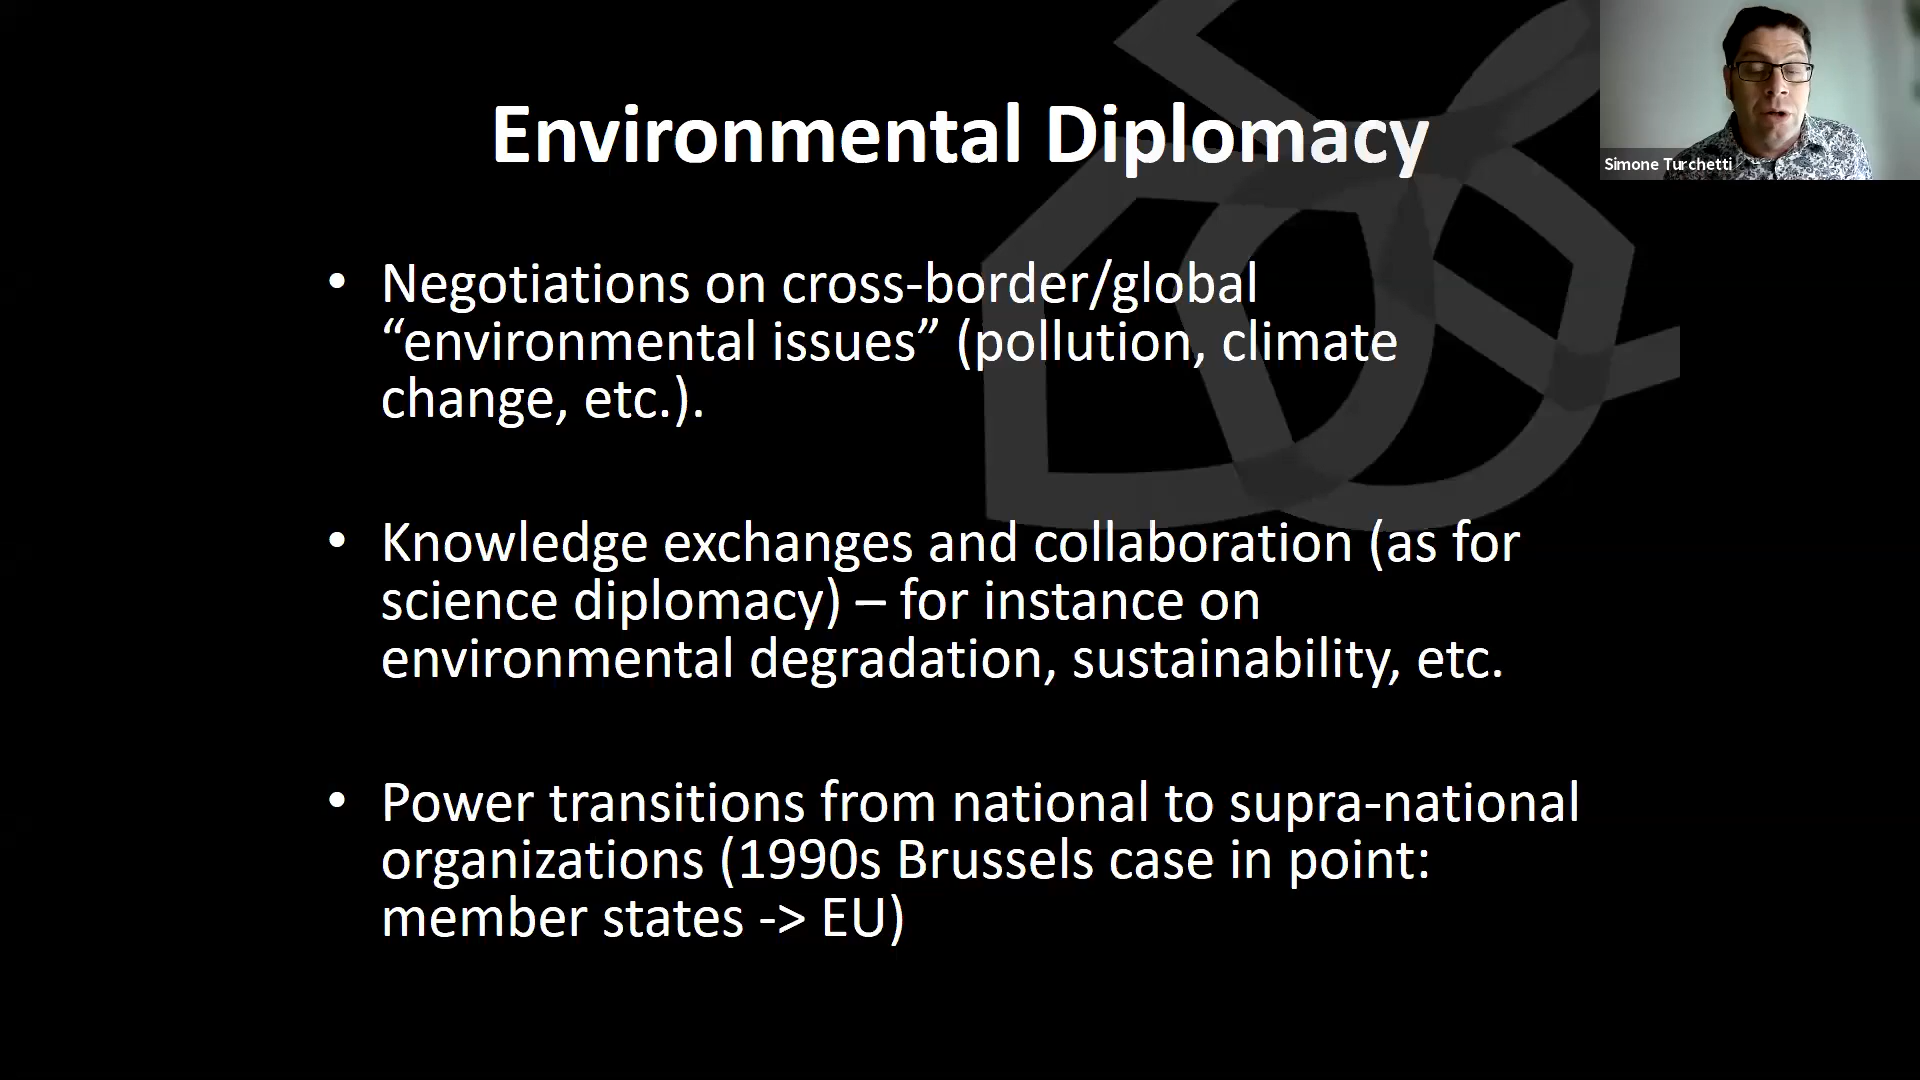 Environmental Diplomacy
Simone Turchetti
• Negotiations on cross-border/global
“environmental issues” (pollution, climate
change, etc.).
• Knowledge exchanges and collaboration (as for
science diplomacy) – for instance on
environmental degradation, sustainability, etc.
• Power transitions from national to supra-national
organizations (1990s Brussels case in point:
member states -> EU)